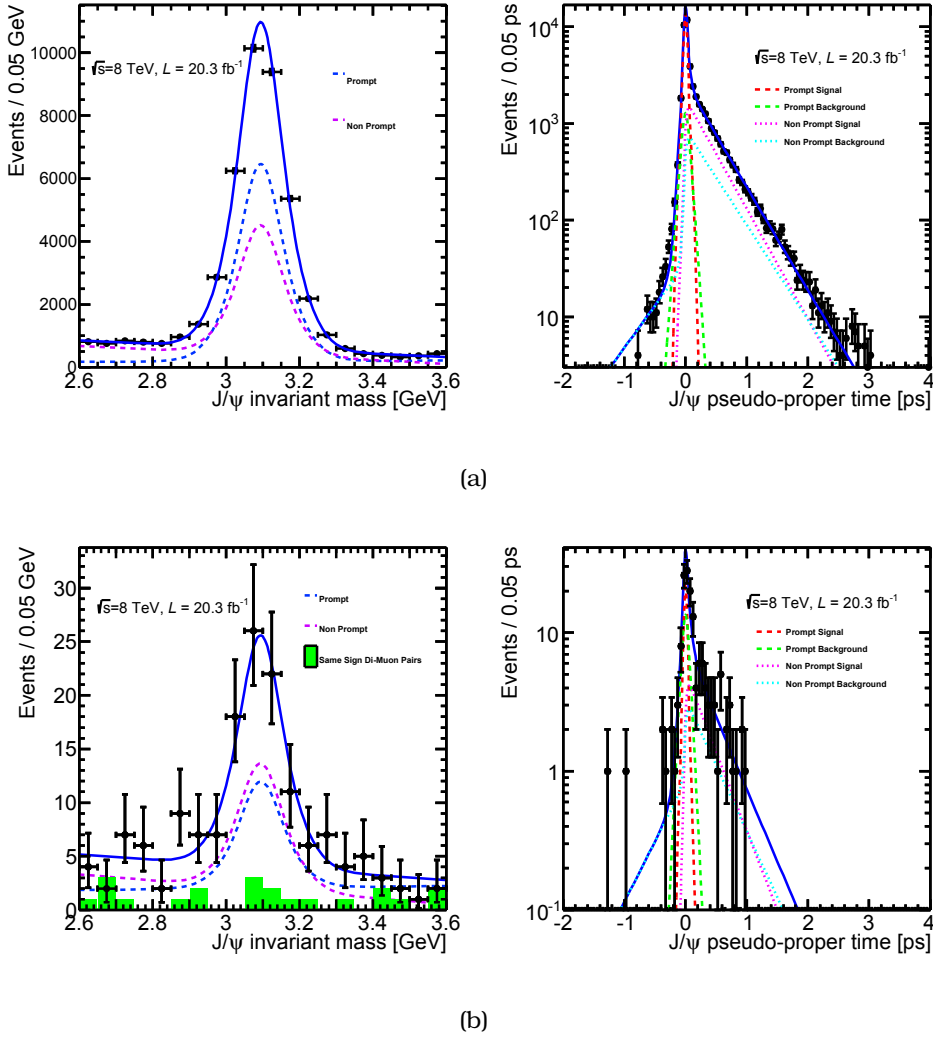 Events / 0.05 GeV
10000
8000
6000
4000
2000
0
√s=8 TeV, L = 20.3 fb-1
Prompt
Non Prompt
2.6 2.8 3 3.2 3.4 3.6
J/ψ invariant mass [GeV]
Events / 0.05 ps
10⁴
10³
10²
10
√s=8 TeV, L = 20.3 fb-1
Prompt Signal
Prompt Background
Non Prompt Signal
Non Prompt Background
-2 -1 0 1 2 3 4
J/ψ pseudo-proper time [ps]
(a)
Events / 0.05 GeV
30
25
20
15
10
5
0
√s=8 TeV, L = 20.3 fb-1
Prompt
Non Prompt
Same Sign Di-Muon Pairs
2.6 2.8 3 3.2 3.4 3.6
J/ψ invariant mass [GeV]
Events / 0.05 ps
10
1
10-1
√s=8 TeV, L = 20.3 fb-1
Prompt Signal
Prompt Background
Non Prompt Signal
Non Prompt Background
-2 -1 0 1 2 3 4
J/ψ pseudo-proper time [ps]
(b)